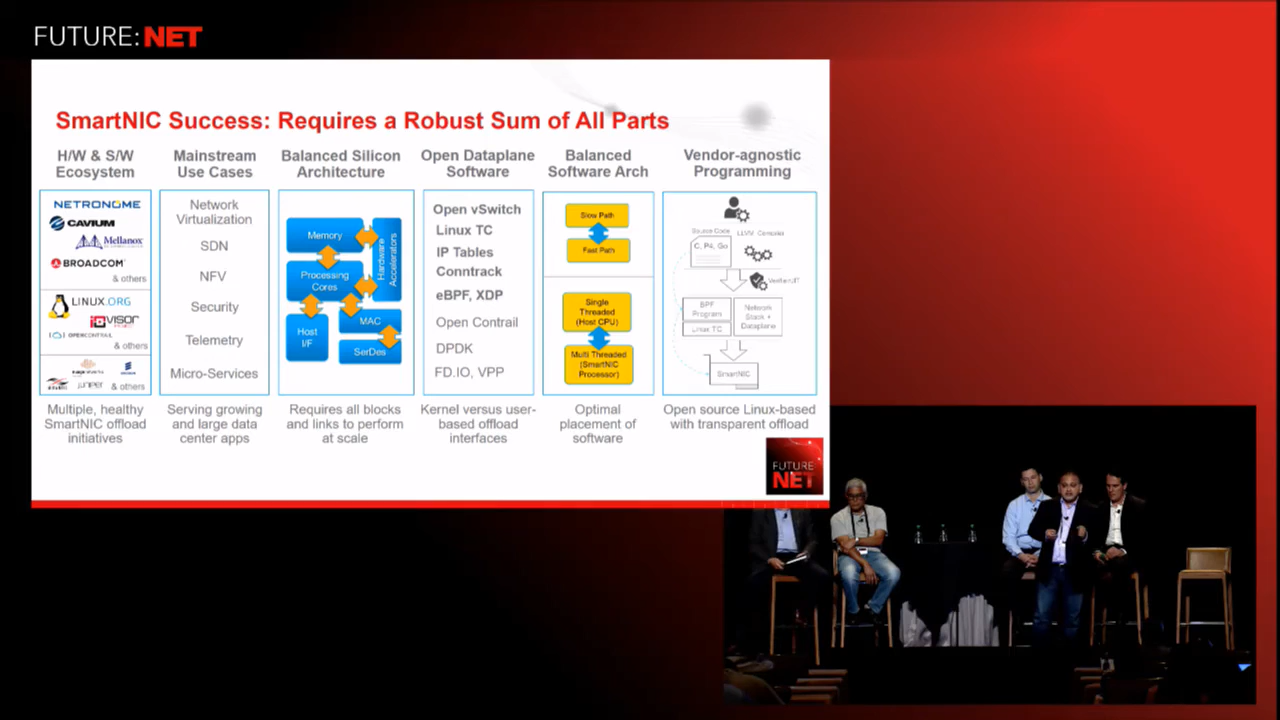 FUTURE:NET
SmartNIC Success: Requires a Robust Sum of All Parts
H/W & S/W
Ecosystem
NETRONOME
CAVIUM
Mellanox
BROADCOM
& others
LINUX.ORG
IOVISOR
OPENCONTRAIL
& others
JUNIPER
& others
Multiple, healthy
SmartNIC offload
initiatives
Mainstream
Use Cases
Network
Virtualization
SDN
NFV
Security
Telemetry
Micro-Services
Serving growing
and large data
center apps
Balanced Silicon
Architecture
Memory
Hardware
Accelerators
Processing
Cores
MAC
Host
I/F
SerDes
Requires all blocks
and links to perform
at scale
Open Dataplane
Software
Open vSwitch
Linux TC
IP Tables
Conntrack
eBPF, XDP
Open Contrail
DPDK
FD.IO, VPP
Kernel versus user-
based offload
interfaces
Balanced
Software Arch
Slow Path
Fast Path
Single
Threaded
(Host CPU)
Multi Threaded
(SmartNIC
Processor)
Optimal
placement of
software
Vendor-agnostic
Programming
Source Code
LLVM Compiler
C, P4, Go
Verifier/JIT
BPF
Program
Linux TC
Network
Stack +
Dataplane
SmartNIC
Open source Linux-based
with transparent offload
FUTURE:
NET